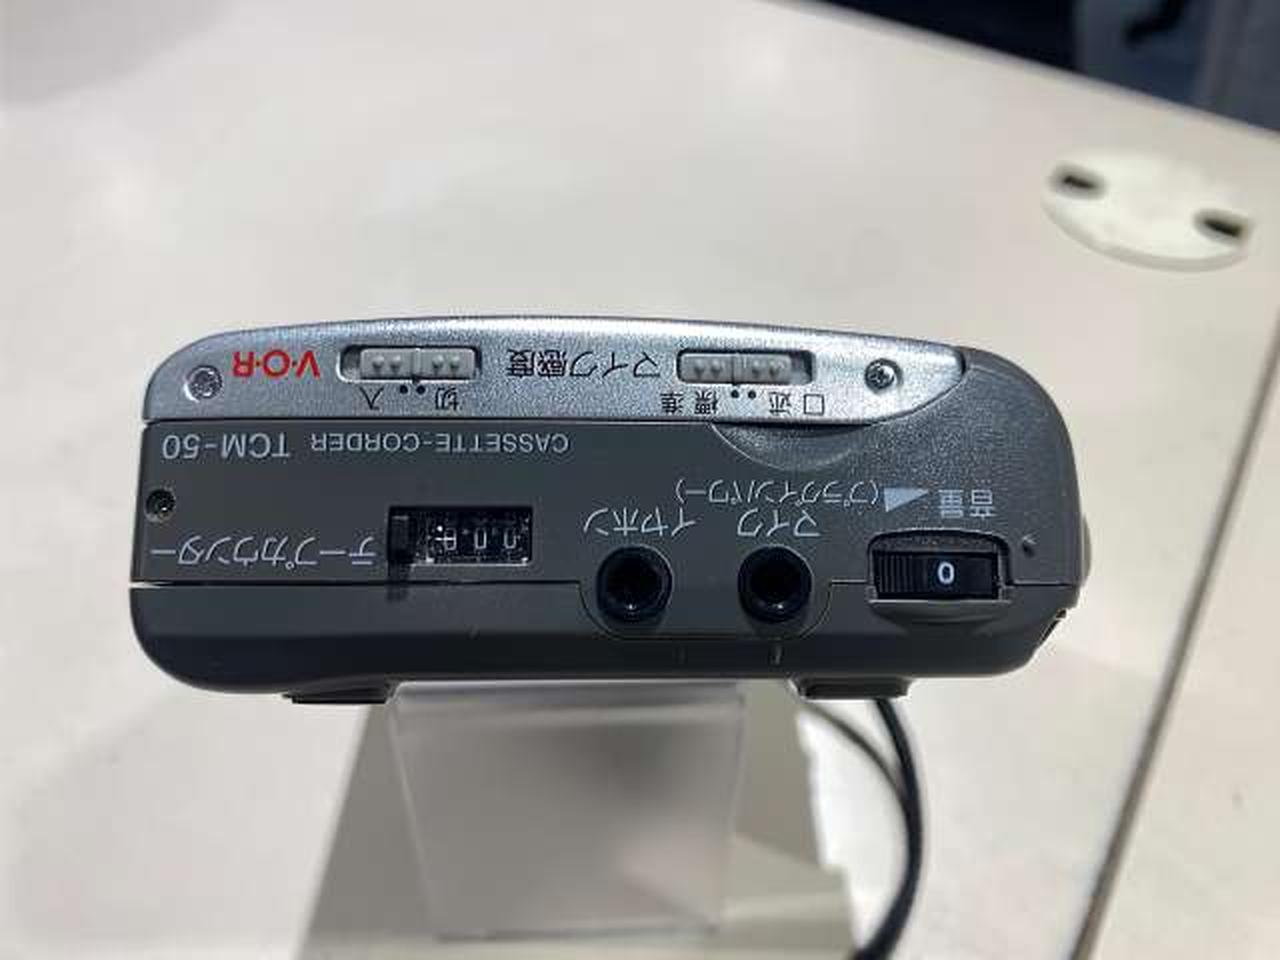 音量
マイク
(プラグインパワー)
イヤホン
テープカウンター
CASSETTE-CORDER TCM-50
口述 標準
マイク感度
切 入
V·O·R
0